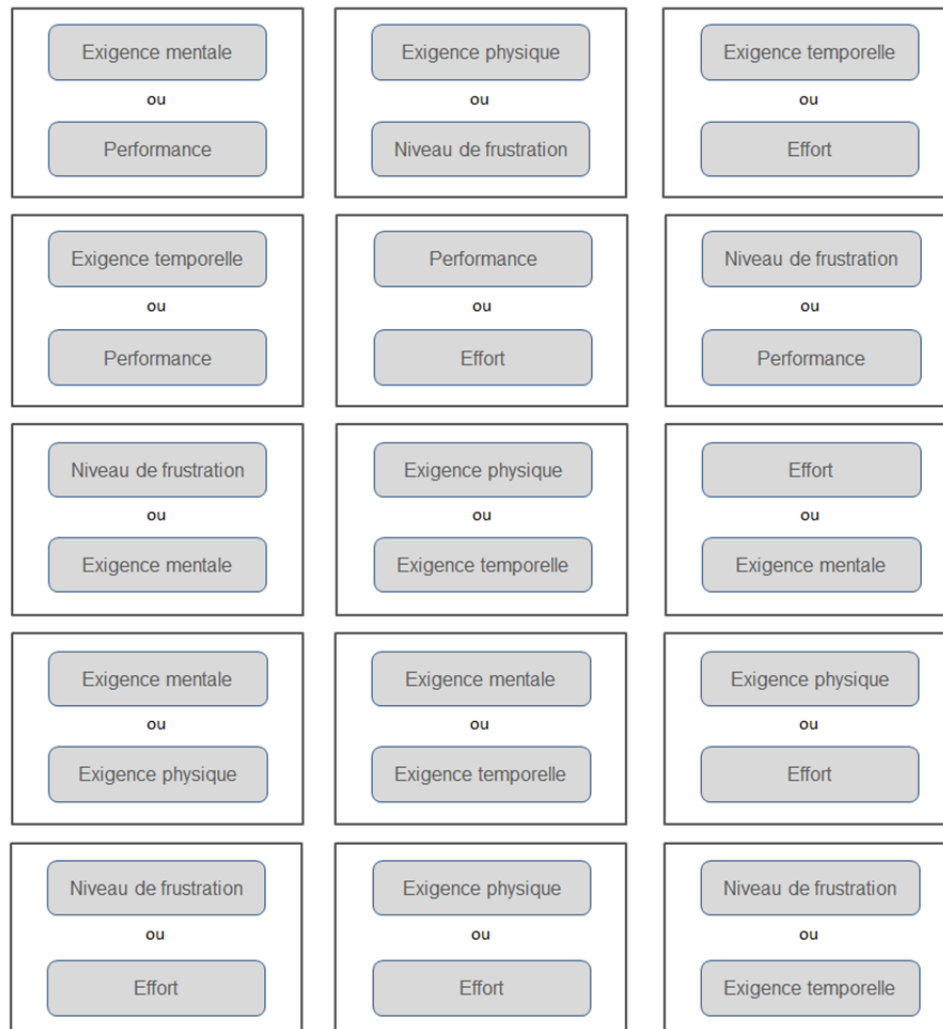 Exigence mentale
ou
Performance
Exigence physique
ou
Niveau de frustration
Exigence temporelle
ou
Effort
Exigence temporelle
ou
Performance
Performance
ou
Effort
Niveau de frustration
ou
Performance
Niveau de frustration
ou
Exigence mentale
Exigence physique
ou
Exigence temporelle
Effort
ou
Exigence mentale
Exigence mentale
ou
Exigence physique
Exigence mentale
ou
Exigence temporelle
Exigence physique
ou
Effort
Niveau de frustration
ou
Effort
Exigence physique
ou
Effort
Niveau de frustration
ou
Exigence temporelle